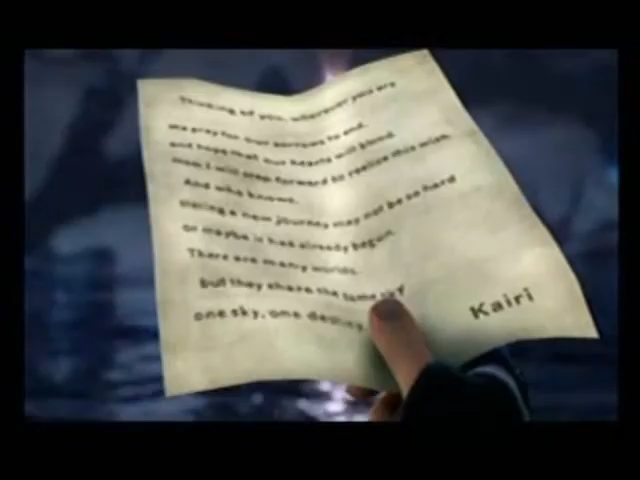 Thinking of you, wherever you are
we pray for our sorrows to end,
and hope that our hearts will blend.
Now I will step forward to realize this wish.
And who knows,
starting a new journey may not be so hard
or maybe it has already begun.
There are many worlds,
but they share the same sky
one sky, one destiny.
Kairi